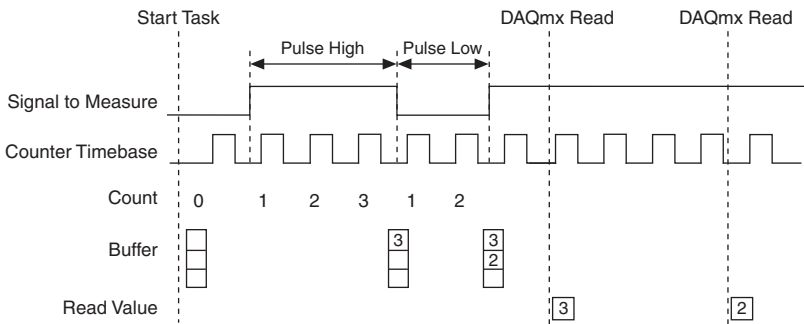 Start Task DAQmx Read DAQmx Read
Pulse High Pulse Low
Signal to Measure
Counter Timebase
Count 0 1 2 3 1 2
Buffer 3 3
2
Read Value 3 2